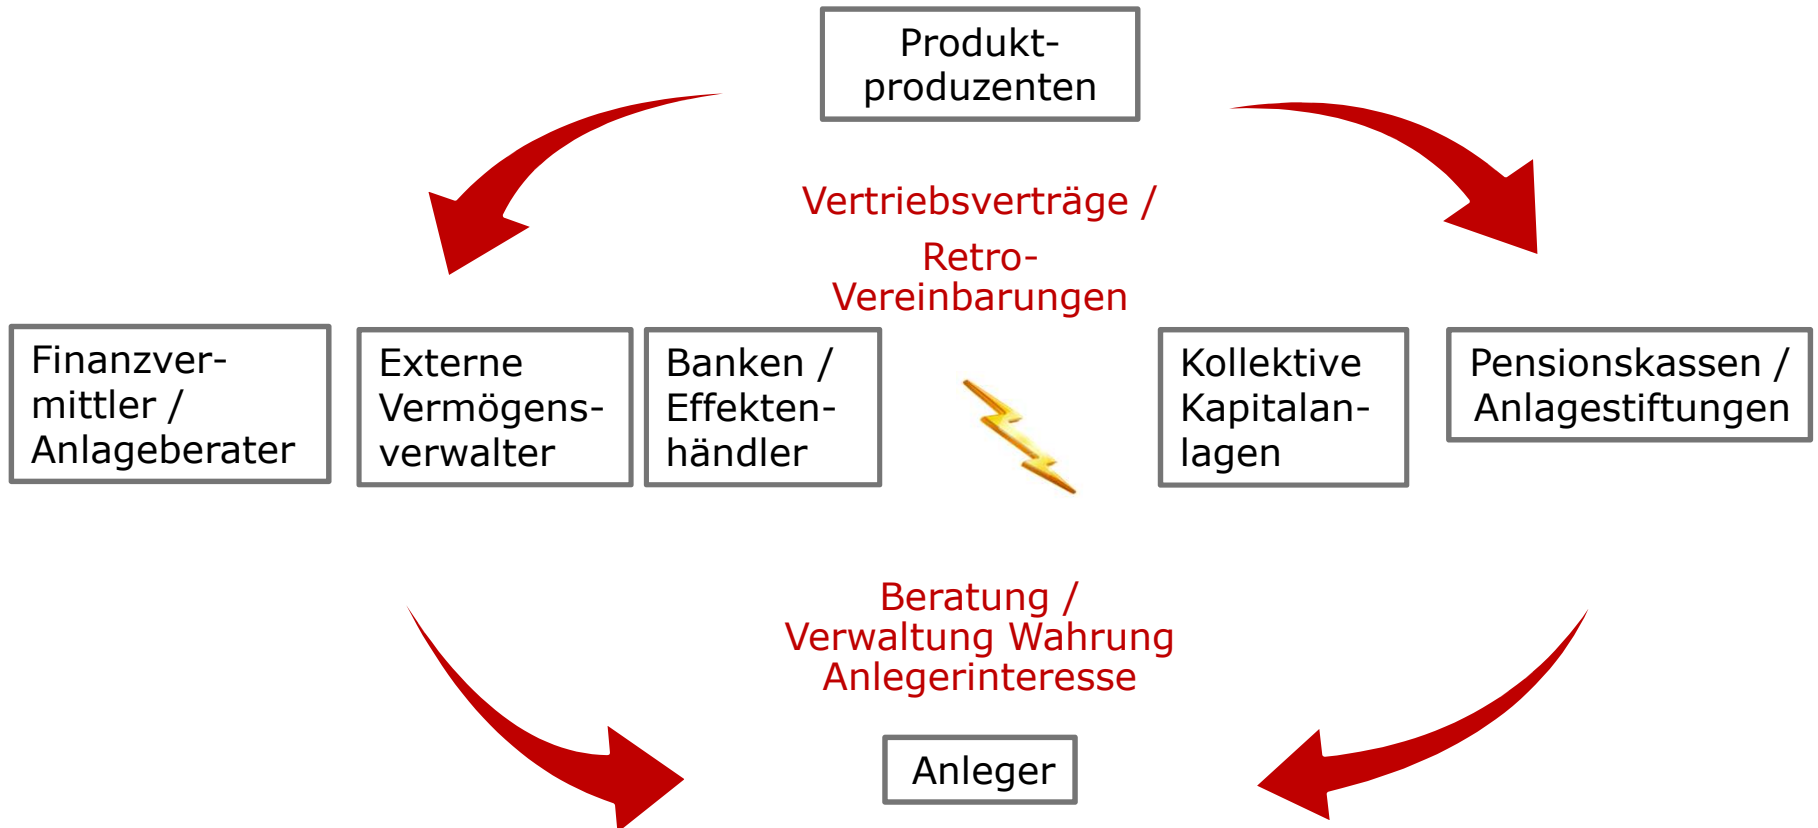 Produkt-
produzenten
Vertriebsverträge /
Retro-
Vereinbarungen
Finanzver-
mittler /
Anlageberater
Externe
Vermögens-
verwalter
Banken /
Effekten-
händler
Kollektive
Kapitalan-
lagen
Pensionskassen /
Anlagestiftungen
Beratung /
Verwaltung Wahrung
Anlegerinteresse
Anleger